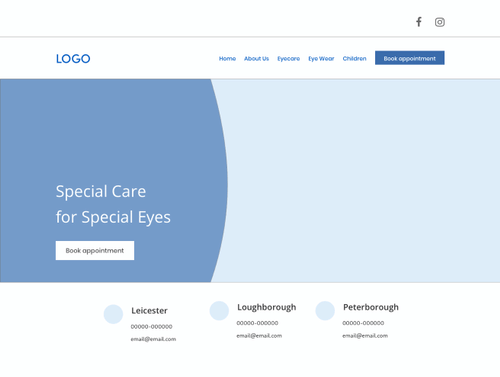 LOGO
Home About Us Eyecare Eye Wear Children Book appointment
Special Care
for Special Eyes
Book appointment
Leicester
00000-000000
email@email.com
Loughborough
00000-000000
email@email.com
Peterborough
00000-000000
email@email.com